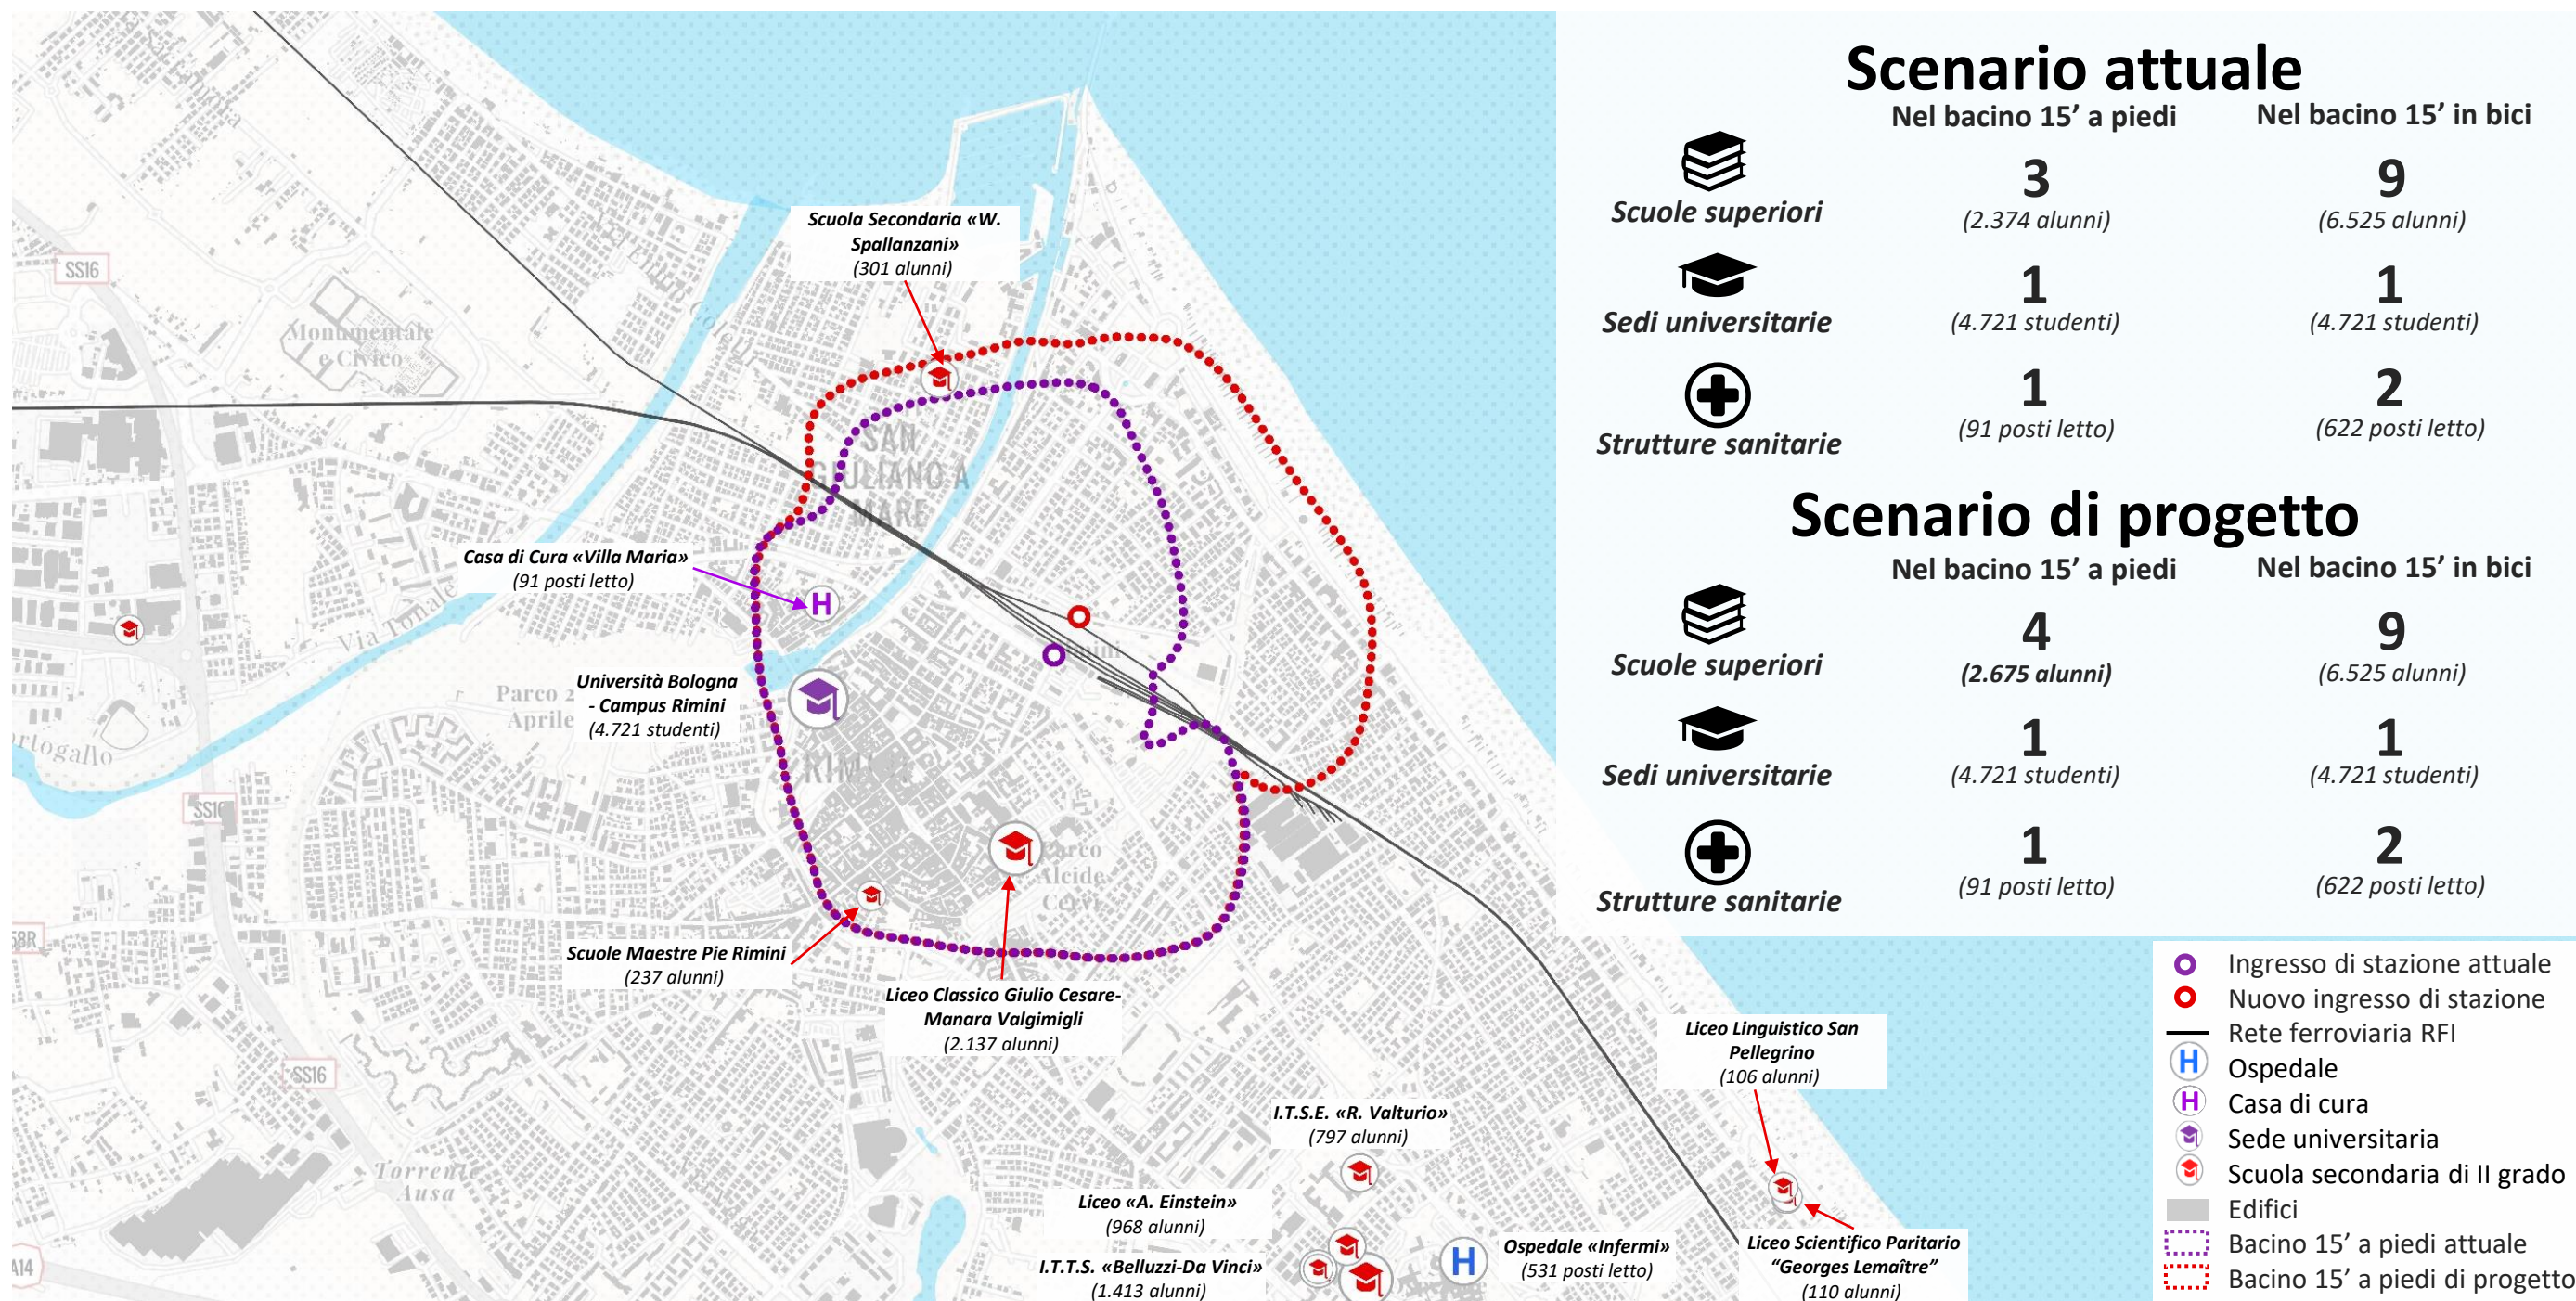 Scenario attuale
Nel bacino 15’ a piedi
Nel bacino 15’ in bici
Scuole superiori
3
(2.374 alunni)
9
(6.525 alunni)
Sedi universitarie
1
(4.721 studenti)
1
(4.721 studenti)
Strutture sanitarie
1
(91 posti letto)
2
(622 posti letto)
Scenario di progetto
Nel bacino 15’ a piedi
Nel bacino 15’ in bici
Scuole superiori
4
(2.675 alunni)
9
(6.525 alunni)
Sedi universitarie
1
(4.721 studenti)
1
(4.721 studenti)
Strutture sanitarie
1
(91 posti letto)
2
(622 posti letto)
Scuola Secondaria «W.
Spallanzani»
(301 alunni)
SS16
Monumentale
e Civico
SAN
GIULIANO A
MARE
Casa di Cura «Villa Maria»
(91 posti letto)
H
Via Tonale
Università Bologna
- Campus Rimini
(4.721 studenti)
Parco 2
Aprile
SS16
Parco
Alcide
Cervi
Scuole Maestre Pie Rimini
(237 alunni)
Liceo Classico Giulio Cesare-
Manara Valgimigli
(2.137 alunni)
SS16
Torrente
Ausa
A14
Liceo Linguistico San
Pellegrino
(106 alunni)
I.T.S.E. «R. Valturio»
(797 alunni)
Liceo «A. Einstein»
(968 alunni)
I.T.T.S. «Belluzzi-Da Vinci»
(1.413 alunni)
H
Ospedale «Infermi»
(531 posti letto)
Liceo Scientifico Paritario
“Georges Lemaître”
(110 alunni)
Ingresso di stazione attuale
Nuovo ingresso di stazione
Rete ferroviaria RFI
H Ospedale
H Casa di cura
Sede universitaria
Scuola secondaria di II grado
Edifici
Bacino 15’ a piedi attuale
Bacino 15’ a piedi di progetto